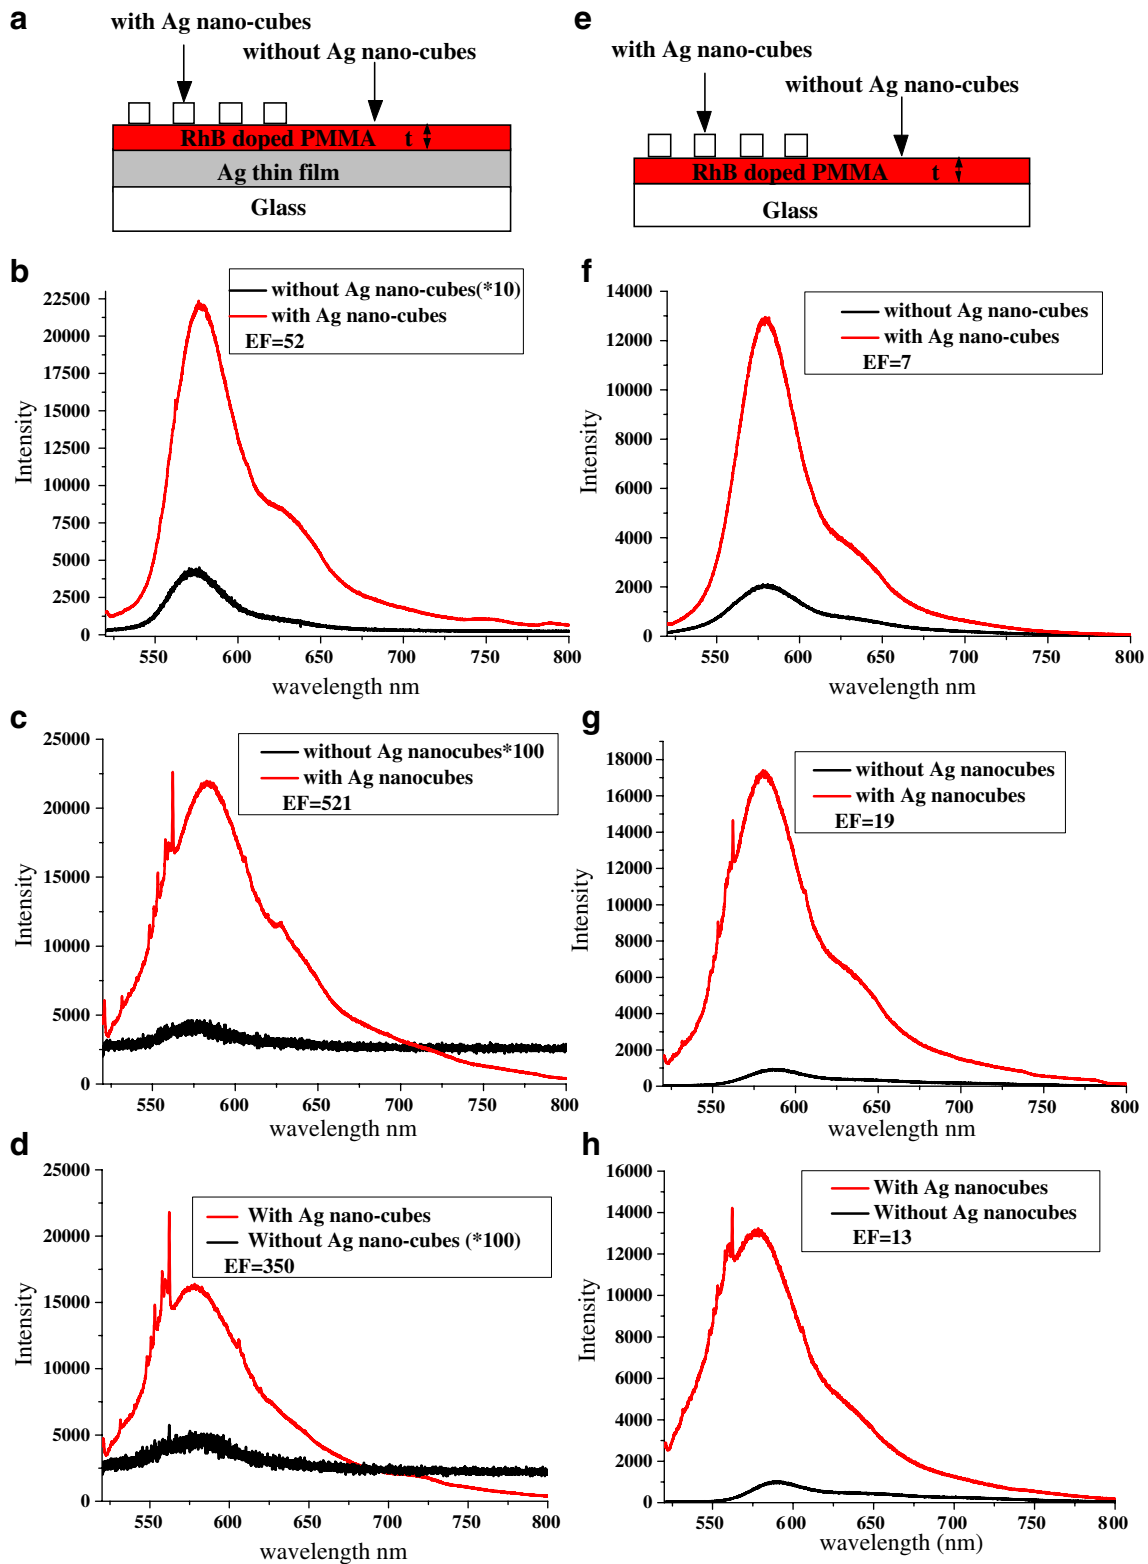 a
with Ag nano-cubes
without Ag nano-cubes
RhB doped PMMA t
Ag thin film
Glass
e
with Ag nano-cubes
without Ag nano-cubes
RhB doped PMMA t
Glass
b
without Ag nano-cubes(*10)
with Ag nano-cubes
EF=52
22500
20000
17500
15000
12500
10000
7500
5000
2500
0
Intensity
550 600 650 700 750 800
wavelength nm
f
without Ag nano-cubes
with Ag nano-cubes
EF=7
14000
12000
10000
8000
6000
4000
2000
0
Intensity
550 600 650 700 750 800
wavelength nm
c
without Ag nanocubes*100
with Ag nanocubes
EF=521
25000
20000
15000
10000
5000
0
Intensity
550 600 650 700 750 800
wavelength nm
g
without Ag nanocubes
with Ag nanocubes
EF=19
18000
16000
14000
12000
10000
8000
6000
4000
2000
0
Intensity
550 600 650 700 750 800
wavelength nm
d
With Ag nano-cubes
Without Ag nano-cubes (*100)
EF=350
25000
20000
15000
10000
5000
0
Intensity
550 600 650 700 750 800
wavelength nm
h
With Ag nanocubes
Without Ag nanocubes
EF=13
16000
14000
12000
10000
8000
6000
4000
2000
0
Intensity
550 600 650 700 750 800
wavelength (nm)